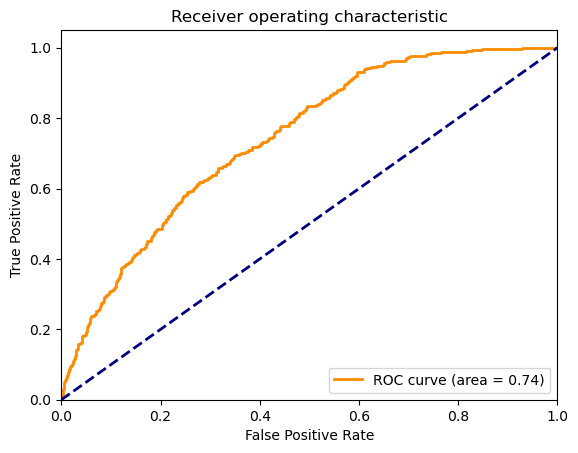 Receiver operating characteristic
1.0
0.8
0.6
0.4
0.2
0.0
True Positive Rate
ROC curve (area = 0.74)
0.0 0.2 0.4 0.6 0.8 1.0
False Positive Rate